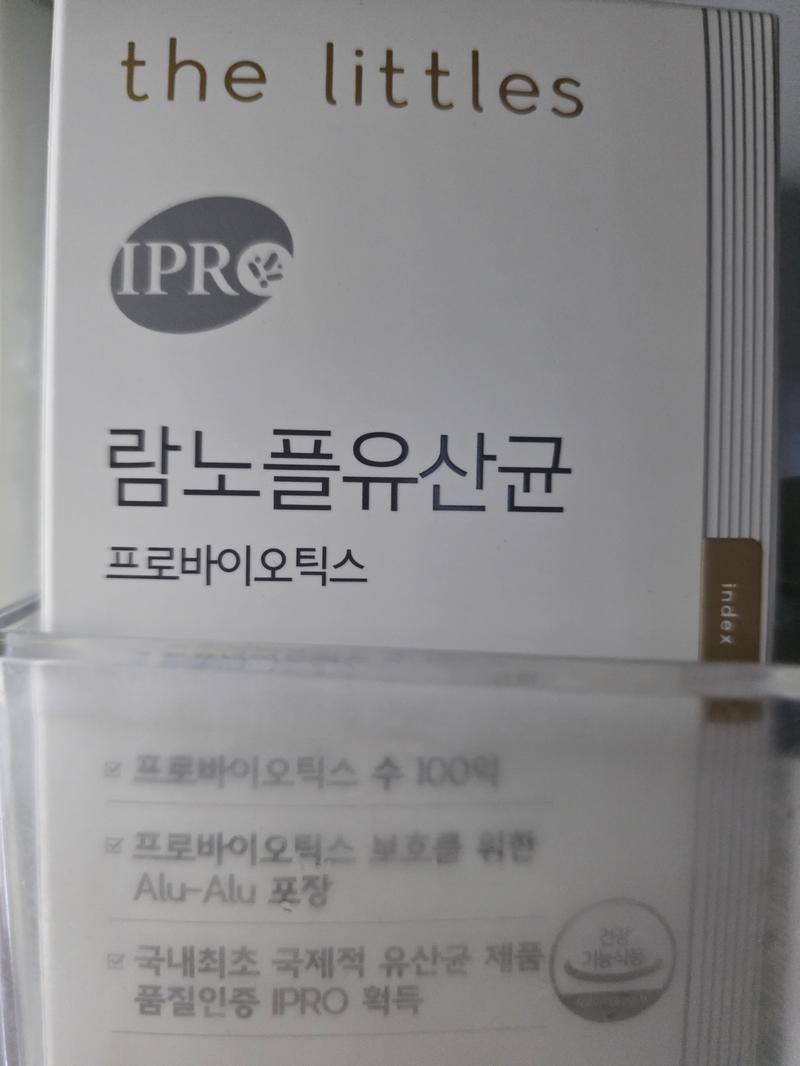 the littles
IPRO
람노플유산균
프로바이오틱스
index
프로바이오틱스 수 100억
프로바이오틱스 보호를 위한
Alu-Alu 포장
국내최초 국제적 유산균 제품
품질인증 IPRO 획득
건강
기능식품